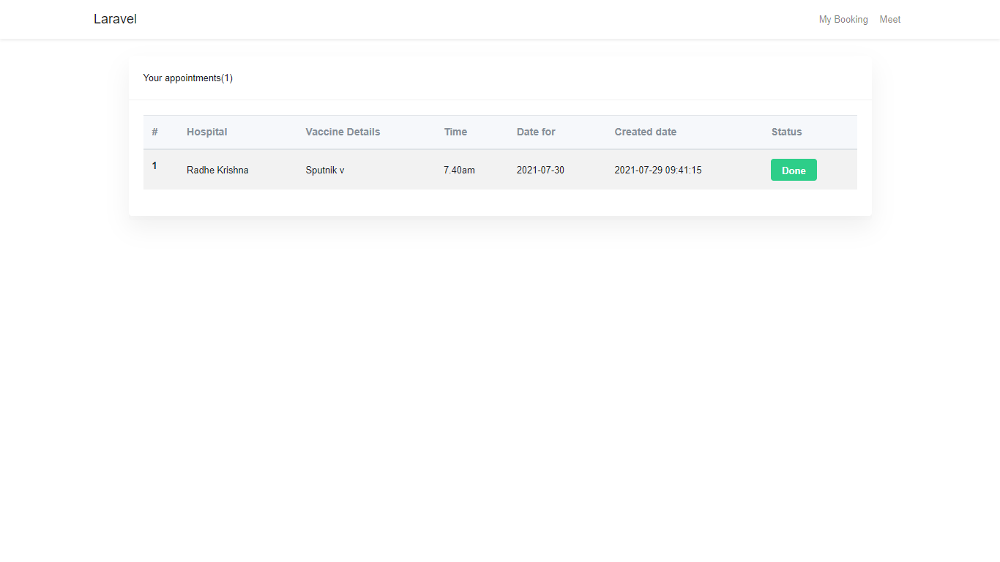 Laravel My Booking Meet
Your appointments(1)
# Hospital Vaccine Details Time Date for Created date Status
1 Radhe Krishna Sputnik v 7.40am 2021-07-30 2021-07-29 09:41:15 Done